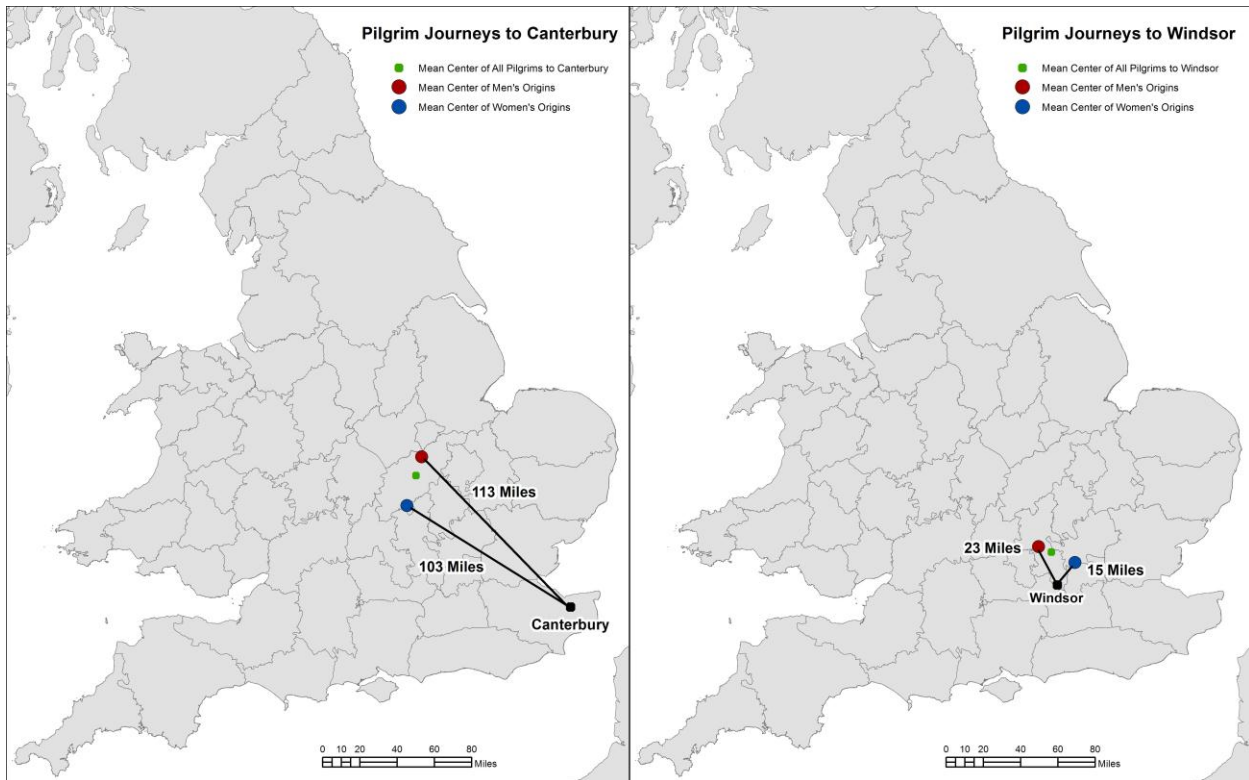 Pilgrim Journeys to Canterbury
Mean Center of All Pilgrims to Canterbury
Mean Center of Men's Origins
Mean Center of Women's Origins
113 Miles
103 Miles
Canterbury
0 10 20 40 60 80
Miles
Pilgrim Journeys to Windsor
Mean Center of All Pilgrims to Windsor
Mean Center of Men's Origins
Mean Center of Women's Origins
23 Miles
15 Miles
Windsor
0 10 20 40 60 80
Miles